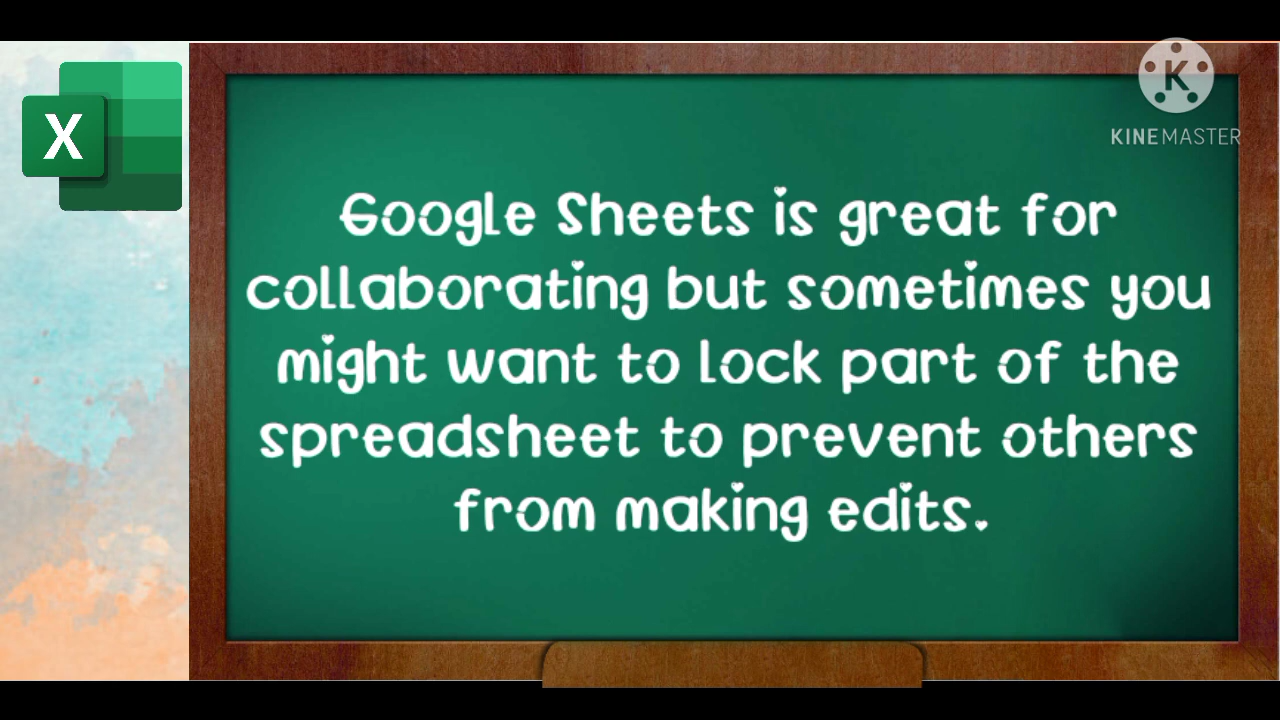 X
K
KINEMASTER
Google Sheets is great for
collaborating but sometimes you
might want to lock part of the
spreadsheet to prevent others
from making edits.